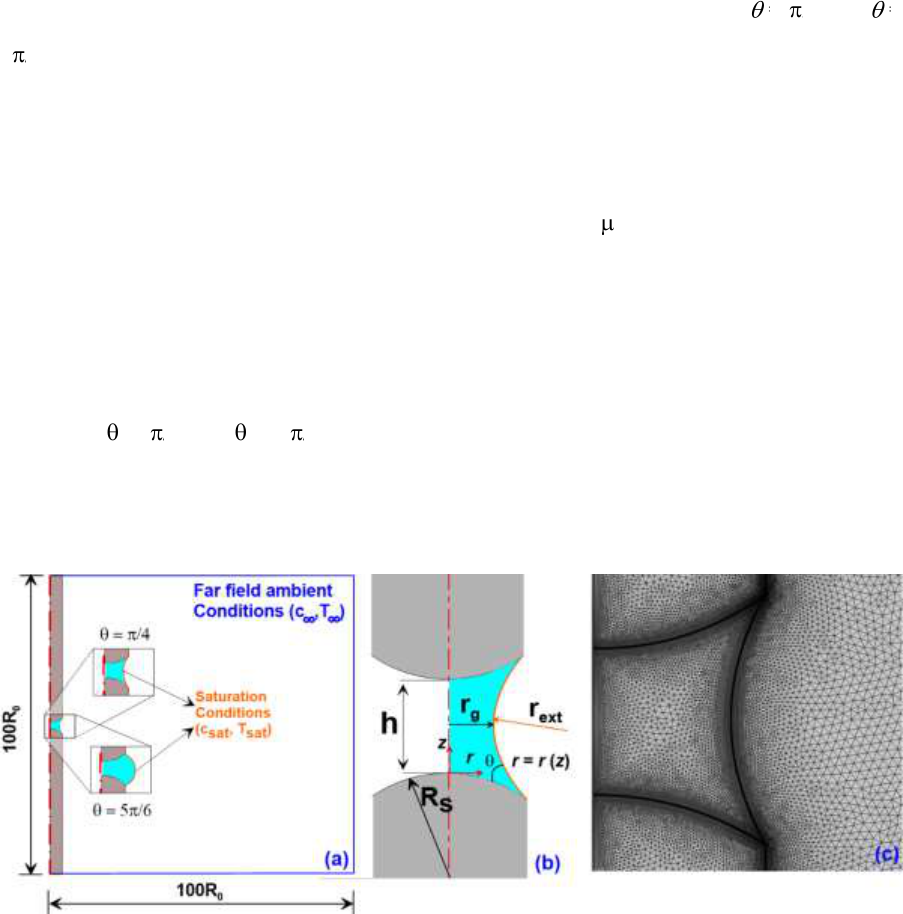 θ : π θ :
π
μ
θ π θ π
Far field ambient
Conditions (c∞,T∞)
θ = π/4
Saturation
Conditions
(csat, Tsat)
θ = 5π/6
100R0
100R0
(a)
h
rg
rext
z
r
θ
r = r (z)
RS
(b)
(c)